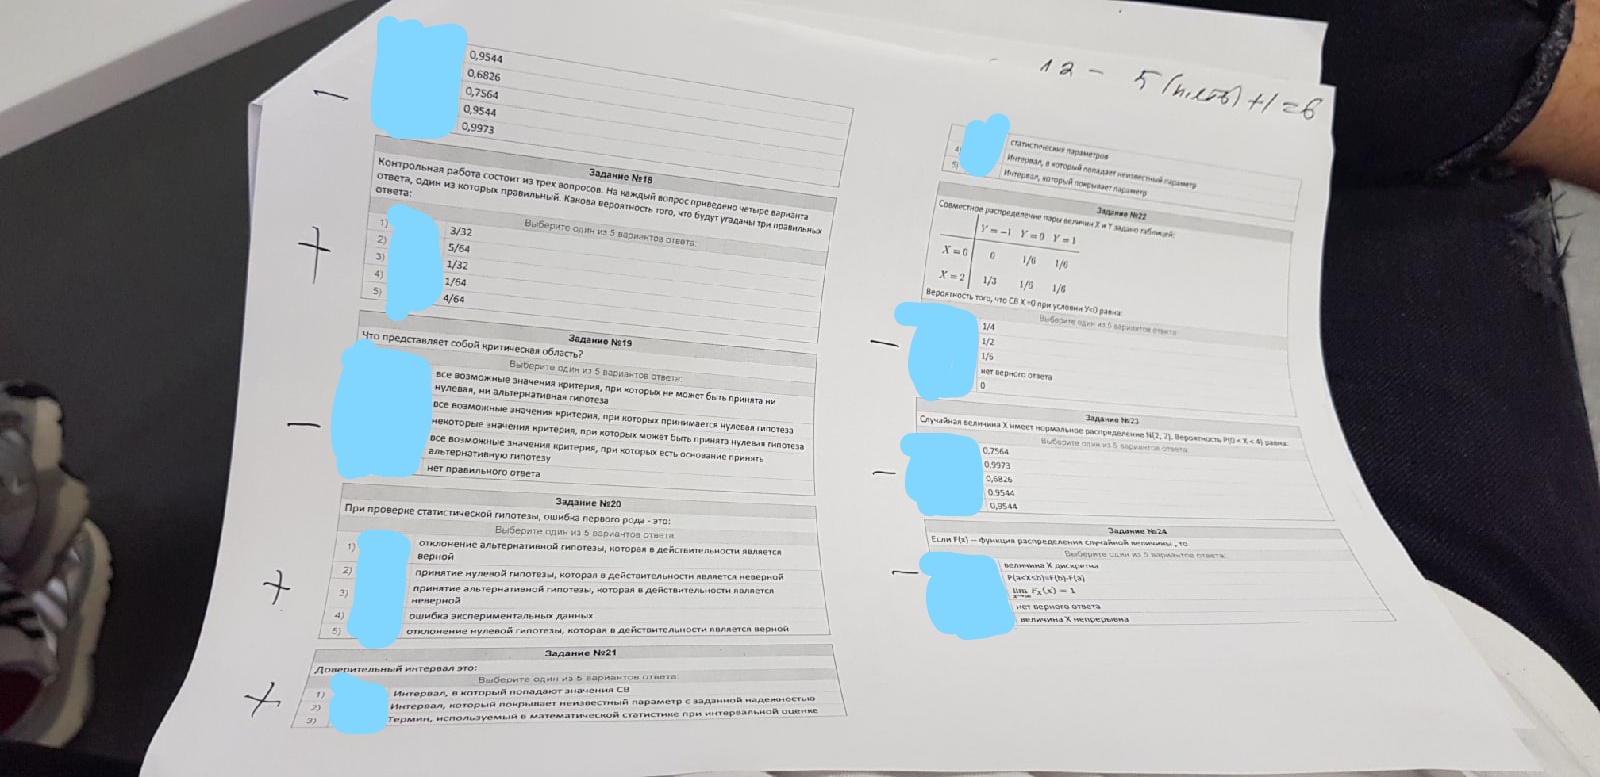 0,9544
0,6826
0,7564
0,9544
0,9973
Задание №18
Контрольная работа состоит из трех вопросов. На каждый вопрос приведено четыре варианта
ответа, один из которых правильный. Какова вероятность того, что будут угаданы три правильных
ответа:
Выберите один из 5 вариантов ответа:
1) 3/32
2) 5/64
3) 1/32
4) 1/64
5) 4/64
Задание №19
Что представляет собой критическая область?
Выберите один из 5 вариантов ответа:
все возможные значения критерия, при которых не может быть принята ни
нулевая, ни альтернативная гипотеза
все возможные значения критерия, при которых принимается нулевая гипотеза
некоторые значения критерия, при которых может быть принята нулевая гипотеза
все возможные значения критерия, при которых есть основание принять
альтернативную гипотезу
нет правильного ответа
Задание №20
При проверке статистической гипотезы, ошибка первого рода - это:
Выберите один из 5 вариантов ответа:
1) отклонение альтернативной гипотезы, которая в действительности является
верной
2) принятие нулевой гипотезы, которая в действительности является неверной
3) принятие альтернативной гипотезы, которая в действительности является
неверной
4) ошибка экспериментальных данных
5) отклонение нулевой гипотезы, которая в действительности является верной
Задание №21
Доверительный интервал это:
Выберите один из 5 вариантов ответа:
1) Интервал, в который попадают значения СВ
2) Интервал, который покрывает неизвестный параметр с заданной надежностью
3) Термин, используемый в математической статистике при интервальной оценке
12 - 5 +1=6
статистических параметров
4) Интервал, в который попадает неизвестный параметр
5) Интервал, который покрывает параметр
Задание №22
Совместное распределение пары величин X и Y задано таблицей:
Y = −1 Y = 0 Y = 1
X = 0 0 1/6 1/6
X = 2 1/3 1/6 1/6
Вероятность того, что СВ X=0 при условии Y=0 равна:
Выберите один из 5 вариантов ответа:
1/4
1/2
1/6
нет верного ответа
0
Задание №23
Случайная величина X имеет нормальное распределение N(2, 2). Вероятность P(0 < X < 4) равна:
Выберите один из 5 вариантов ответа:
0,7564
0,9973
0,6826
0.9544
0,9544
Задание №24
Если F(x) – функция распределения случайной величины , то
Выберите один из 5 вариантов ответа:
величина X дискретна
P(a<X≤b)=F(b)-F(a)
lim Fx(x) = 1
нет верного ответа
величина X непрерывна